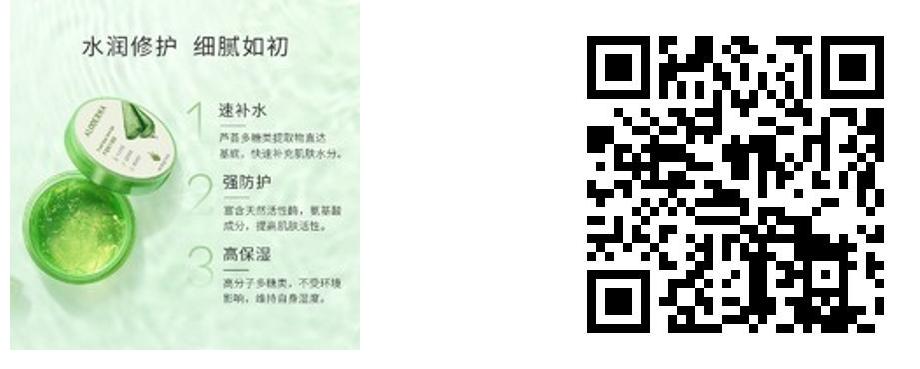 水润修护 细腻如初
ALODERMA
1 速补水
芦荟多糖类提取物直达
基底，快速补充肌肤水分。
2 强防护
富含天然活性酶，氨基酸
成分，提高肌肤活性。
3 高保湿
高分子多糖类，不受环境
影响，维持自身湿度。